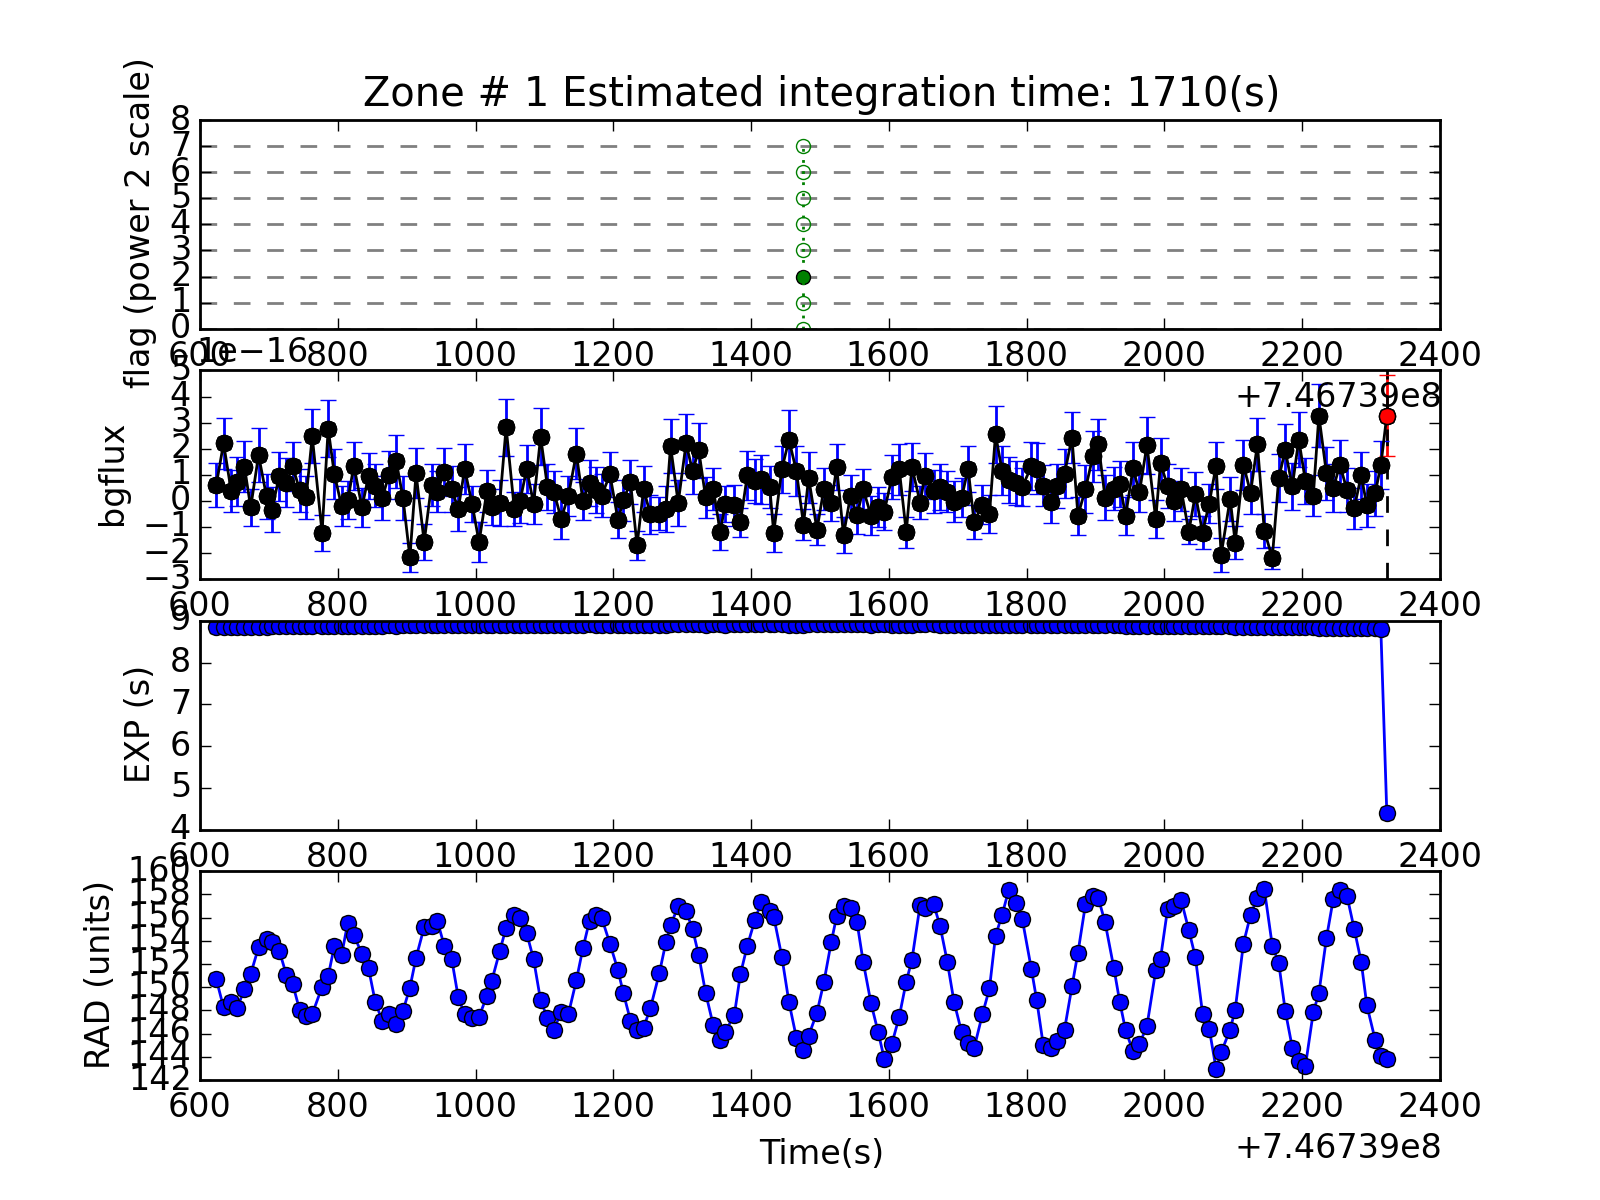 Zone # 1 Estimated integration time: 1710(s)
flag (power 2 scale)
8
7
6
5
4
3
2
1
0
600 800 1000 1200 1400 1600 1800 2000 2200 2400
1e−16
+7.46739e8
bgflux
5
4
3
2
1
0
−1
−2
−3
600 800 1000 1200 1400 1600 1800 2000 2200 2400
EXP (s)
9
8
7
6
5
4
600 800 1000 1200 1400 1600 1800 2000 2200 2400
RAD (units)
160
158
156
154
152
150
148
146
144
142
600 800 1000 1200 1400 1600 1800 2000 2200 2400
Time(s)
+7.46739e8